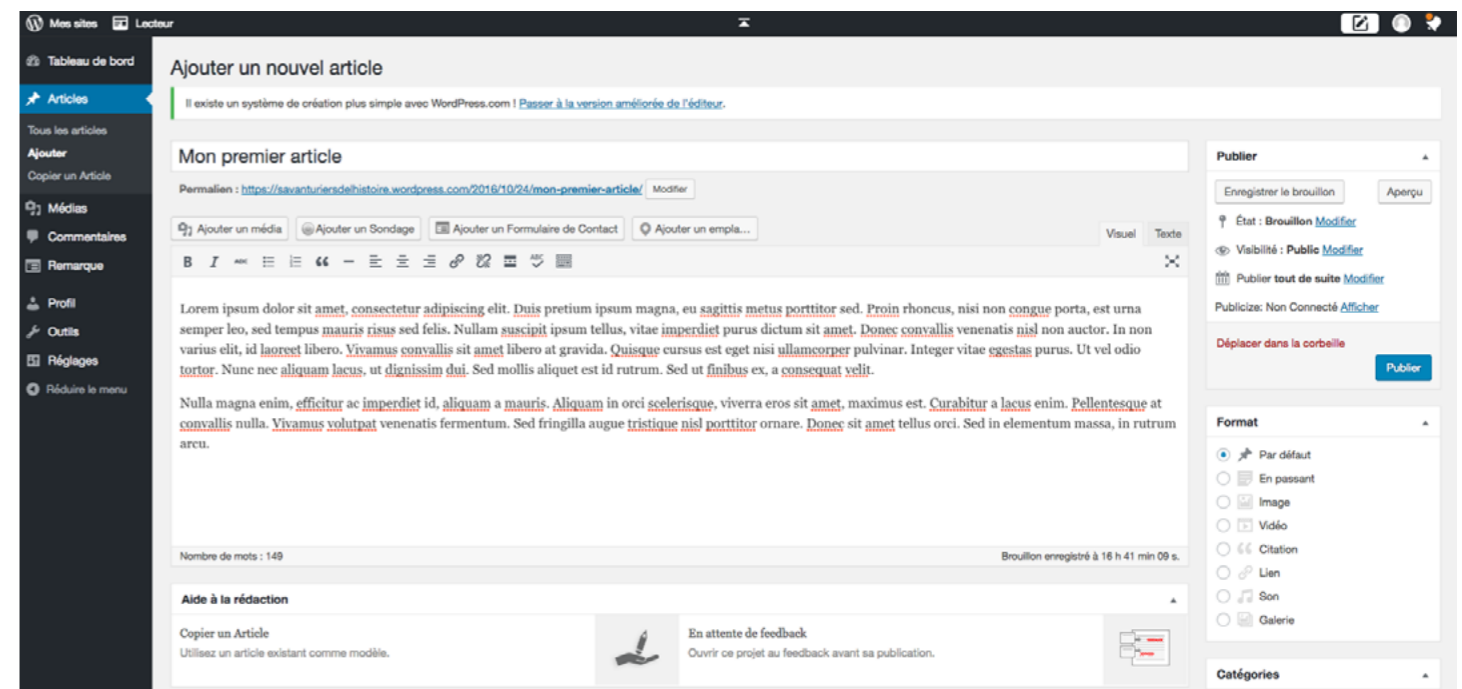 Mes sites Lecteur
Tableau de bord
Articles
Tous les articles
Ajouter
Copier un Article
Médias
Commentaires
Remarque
Profil
Outils
Réglages
Réduire le menu
Ajouter un nouvel article
Il existe un système de création plus simple avec WordPress.com ! Passer à la version améliorée de l'éditeur.
Mon premier article
Permalien : https://savanturiersdelhistoire.wordpress.com/2016/10/24/mon-premier-article/ Modifier
Ajouter un média Ajouter un Sondage Ajouter un Formulaire de Contact Ajouter un empla...
Visuel Texte
B I ABC ABC
Lorem ipsum dolor sit amet, consectetur adipiscing elit. Duis pretium ipsum magna, eu sagittis metus porttitor sed. Proin rhoncus, nisi non congue porta, est urna
semper leo, sed tempus mauris risus sed felis. Nullam suscipit ipsum tellus, vitae imperdiet purus dictum sit amet. Donec convallis venenatis nisl non auctor. In non
varius elit, id laoreet libero. Vivamus convallis sit amet libero at gravida. Quisque cursus est eget nisi ullamcorper pulvinar. Integer vitae egestas purus. Ut vel odio
tortor. Nunc nec aliquam lacus, ut dignissim dui. Sed mollis aliquet est id rutrum. Sed ut finibus ex, a consequat velit.
Nulla magna enim, efficitur ac imperdiet id, aliquam a mauris. Aliquam in orci scelerisque, viverra eros sit amet, maximus est. Curabitur a lacus enim. Pellentesque at
convallis nulla. Vivamus volutpat venenatis fermentum. Sed fringilla augue tristique nisl porttitor ornare. Donec sit amet tellus orci. Sed in elementum massa, in rutrum
arcu.
Nombre de mots : 149 Brouillon enregistré à 16 h 41 min 09 s.
Aide à la rédaction
Copier un Article
Utilisez un article existant comme modèle.
En attente de feedback
Ouvrir ce projet au feedback avant sa publication.
Publier
Enregistrer le brouillon Aperçu
État : Brouillon Modifier
Visibilité : Public Modifier
Publier tout de suite Modifier
Publicize: Non Connecté Afficher
Déplacer dans la corbeille
Publier
Format
Par défaut
En passant
Image
Vidéo
Citation
Lien
Son
Galerie
Catégories